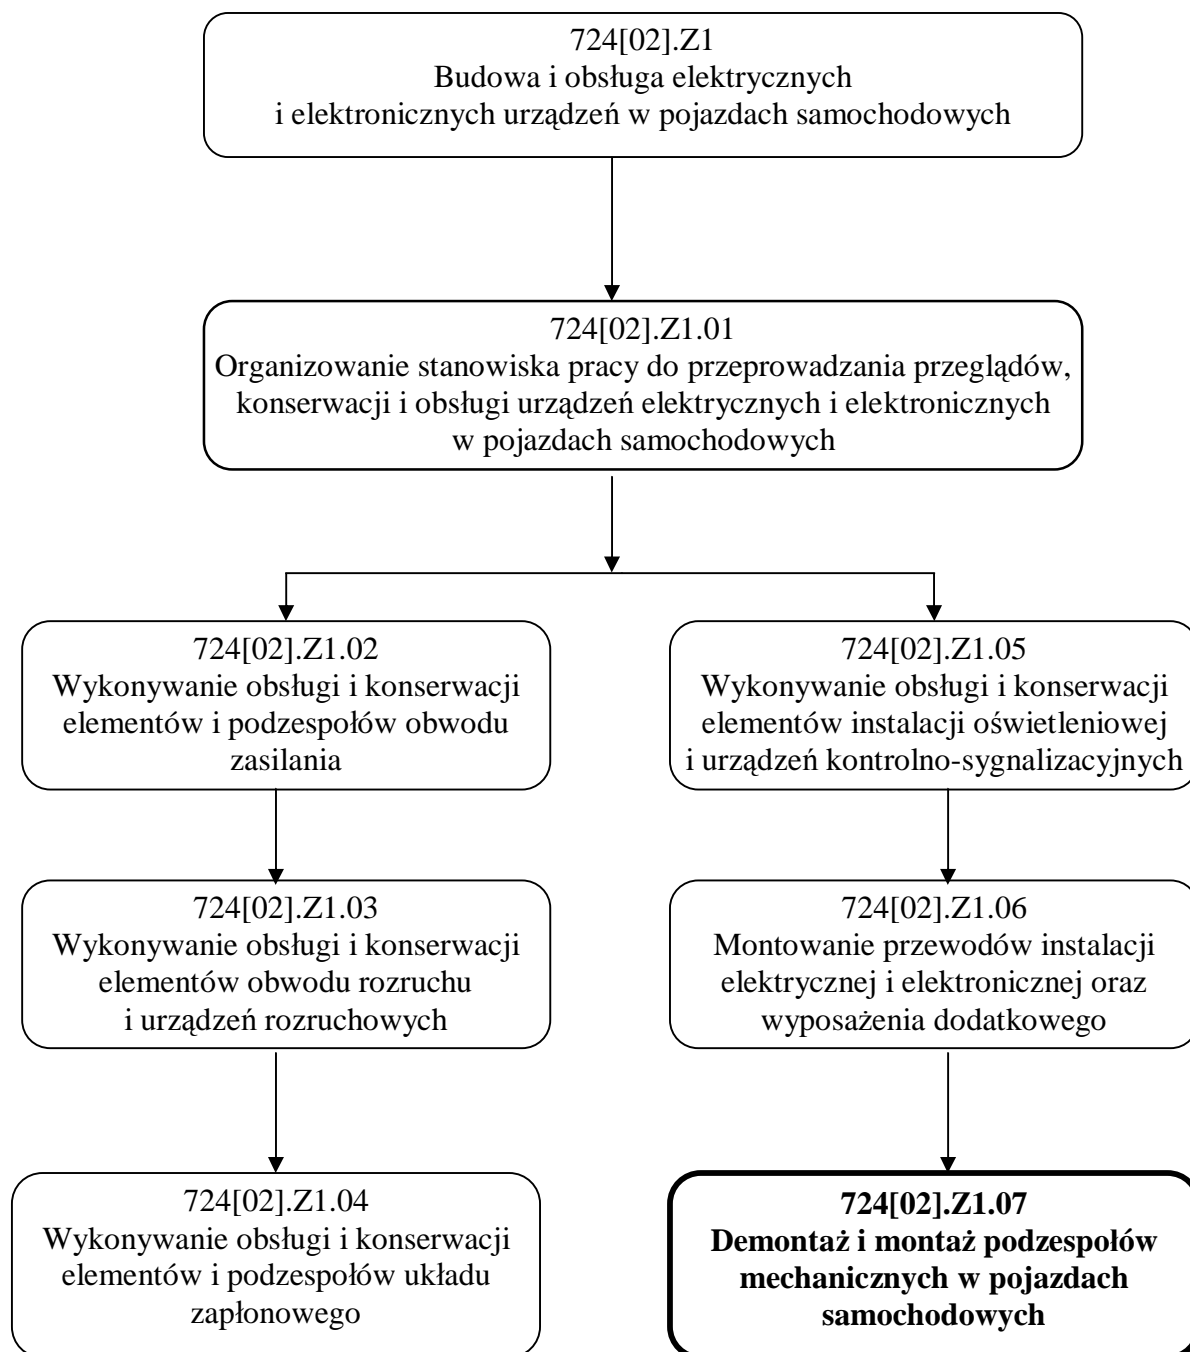 724[02].Z1
Budowa i obsługa elektrycznych
i elektronicznych urządzeń w pojazdach samochodowych
724[02].Z1.01
Organizowanie stanowiska pracy do przeprowadzania przeglądów,
konserwacji i obsługi urządzeń elektrycznych i elektronicznych
w pojazdach samochodowych
724[02].Z1.02
Wykonywanie obsługi i konserwacji
elementów i podzespołów obwodu
zasilania
724[02].Z1.05
Wykonywanie obsługi i konserwacji
elementów instalacji oświetleniowej
i urządzeń kontrolno-sygnalizacyjnych
724[02].Z1.03
Wykonywanie obsługi i konserwacji
elementów obwodu rozruchu
i urządzeń rozruchowych
724[02].Z1.06
Montowanie przewodów instalacji
elektrycznej i elektronicznej oraz
wyposażenia dodatkowego
724[02].Z1.04
Wykonywanie obsługi i konserwacji
elementów i podzespołów układu
zapłonowego
724[02].Z1.07
Demontaż i montaż podzespołów
mechanicznych w pojazdach
samochodowych